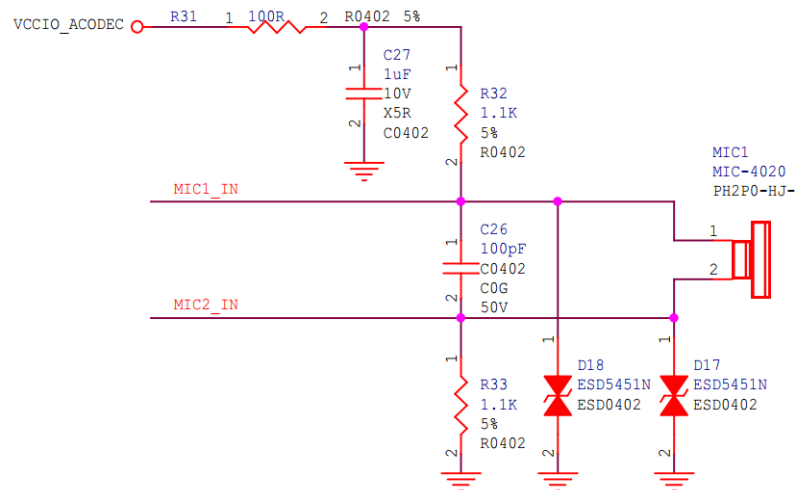 VCCIO_ACODEC
R31 1 100R 2 R0402 5%
1
C27
1uF
10V
X5R
C0402
2
1
R32
1.1K
5%
R0402
2
MIC1
MIC-4020
PH2P0-HJ-
MIC1_IN
1
2
1
C26
100pF
C0402
C0G
50V
2
MIC2_IN
1
R33
1.1K
5%
R0402
2
1
D18
ESD5451N
ESD0402
2
1
D17
ESD5451N
ESD0402
2